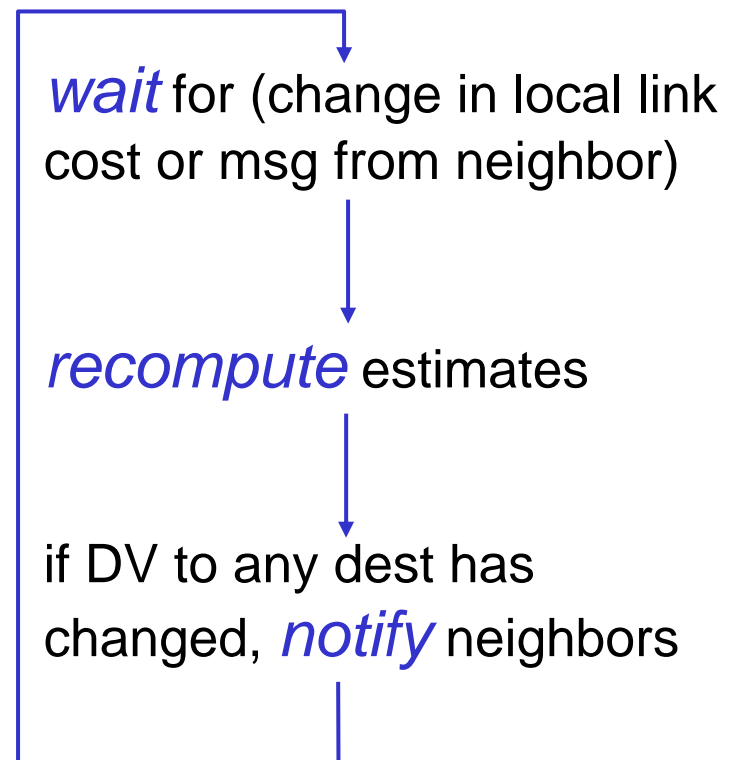 wait for (change in local link
cost or msg from neighbor)
recompute estimates
if DV to any dest has
changed, notify neighbors